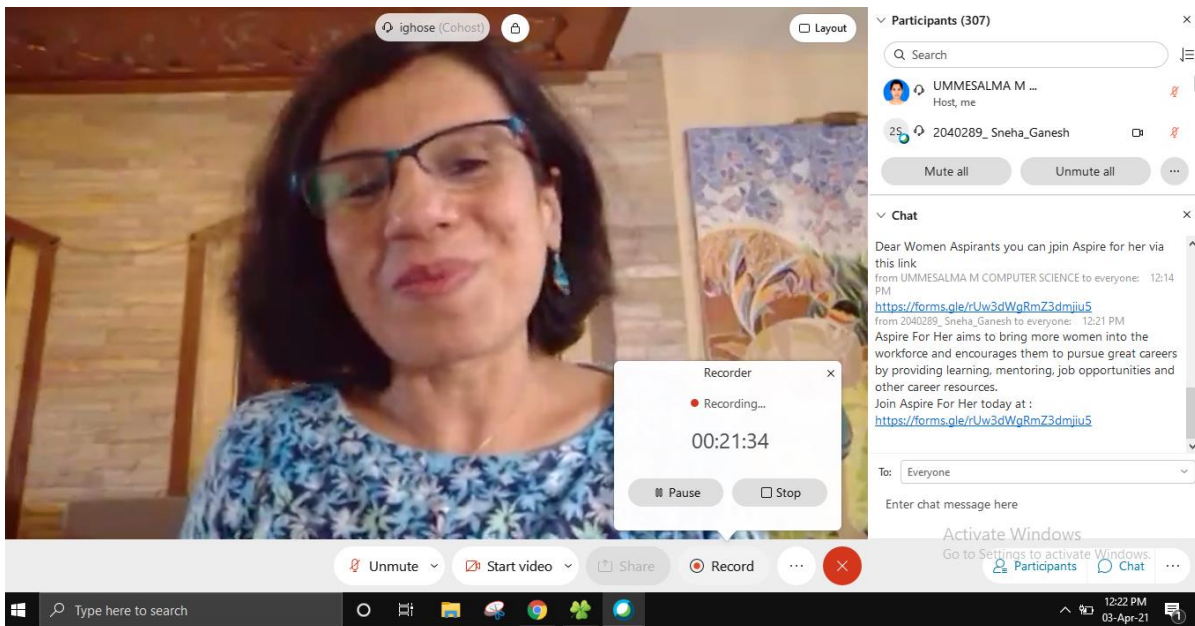 ighose (Cohost)
Layout
Participants (307)
Search
UMMESALMA M ...
Host, me
2S
2040289_ Sneha_Ganesh
Mute all
Unmute all
Chat
Dear Women Aspirants you can jpin Aspire for her via
this link
from UMMESALMA M COMPUTER SCIENCE to everyone: 12:14
PM
https://forms.gle/rUw3dWgRmZ3dmjiu5
from 2040289_ Sneha_Ganesh to everyone: 12:21 PM
Aspire For Her aims to bring more women into the
workforce and encourages them to pursue great careers
by providing learning, mentoring, job opportunities and
other career resources.
Join Aspire For Her today at :
https://forms.gle/rUw3dWgRmZ3dmjiu5
To: Everyone
Enter chat message here
Recorder
Recording...
00:21:34
Pause
Stop
Activate Windows
Go to Settings to activate Windows.
Unmute
Start video
Share
Record
Participants
Chat
Type here to search
12:22 PM
03-Apr-21
1